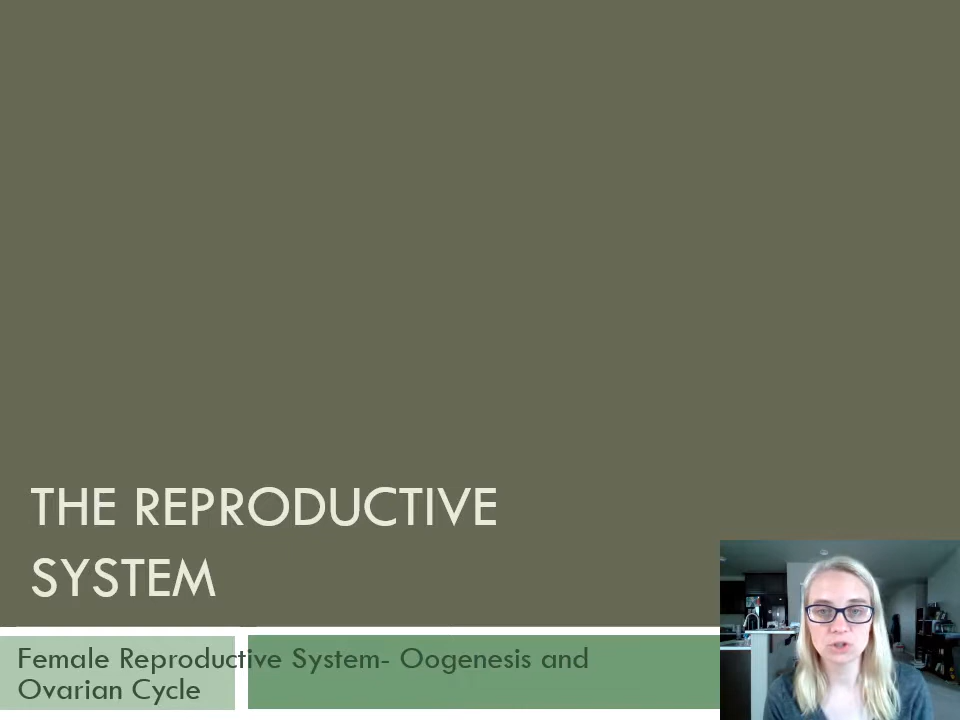 THE REPRODUCTIVE
SYSTEM
Female Reproductive System- Oogenesis and
Ovarian Cycle